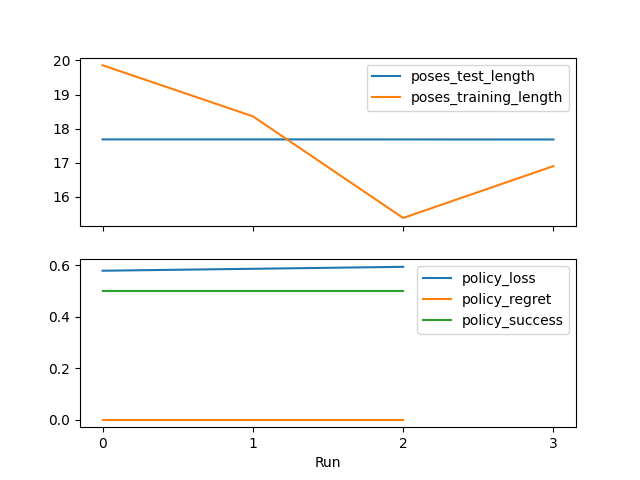 20
19
18
17
16
poses_test_length
poses_training_length
0.6
0.4
0.2
0.0
policy_loss
policy_regret
policy_success
0 1 2 3
Run